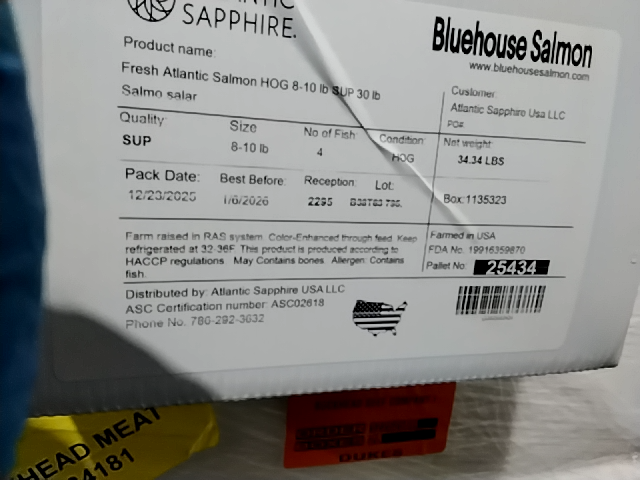 SAPPHIRE.
Bluehouse Salmon
www.bluehousesalmon.com
Product name:
Fresh Atlantic Salmon HOG 8-10 lb SUP 30 lb
Salmo salar
Customer:
Atlantic Sapphire Usa LLC
PO#:
Quality: Size No of Fish: Condition:
SUP 8-10 lb 4 HOG
Net weight:
34.34 LBS
Pack Date: Best Before: Reception: Lot:
12/23/2025 1/6/2026 2295
Box:1135323
Farm raised in RAS system. Color-Enhanced through feed. Keep
refrigerated at 32-36F. This product is produced according to
HACCP regulations. May Contains bones. Allergen: Contains
fish.
Farmed in USA
FDA No. 19916359870
Pallet No 25434
Distributed by: Atlantic Sapphire USA LLC
ASC Certification number: ASC02618
Phone No. 786-292-3632
HEAD MEAT
4181
DUKES